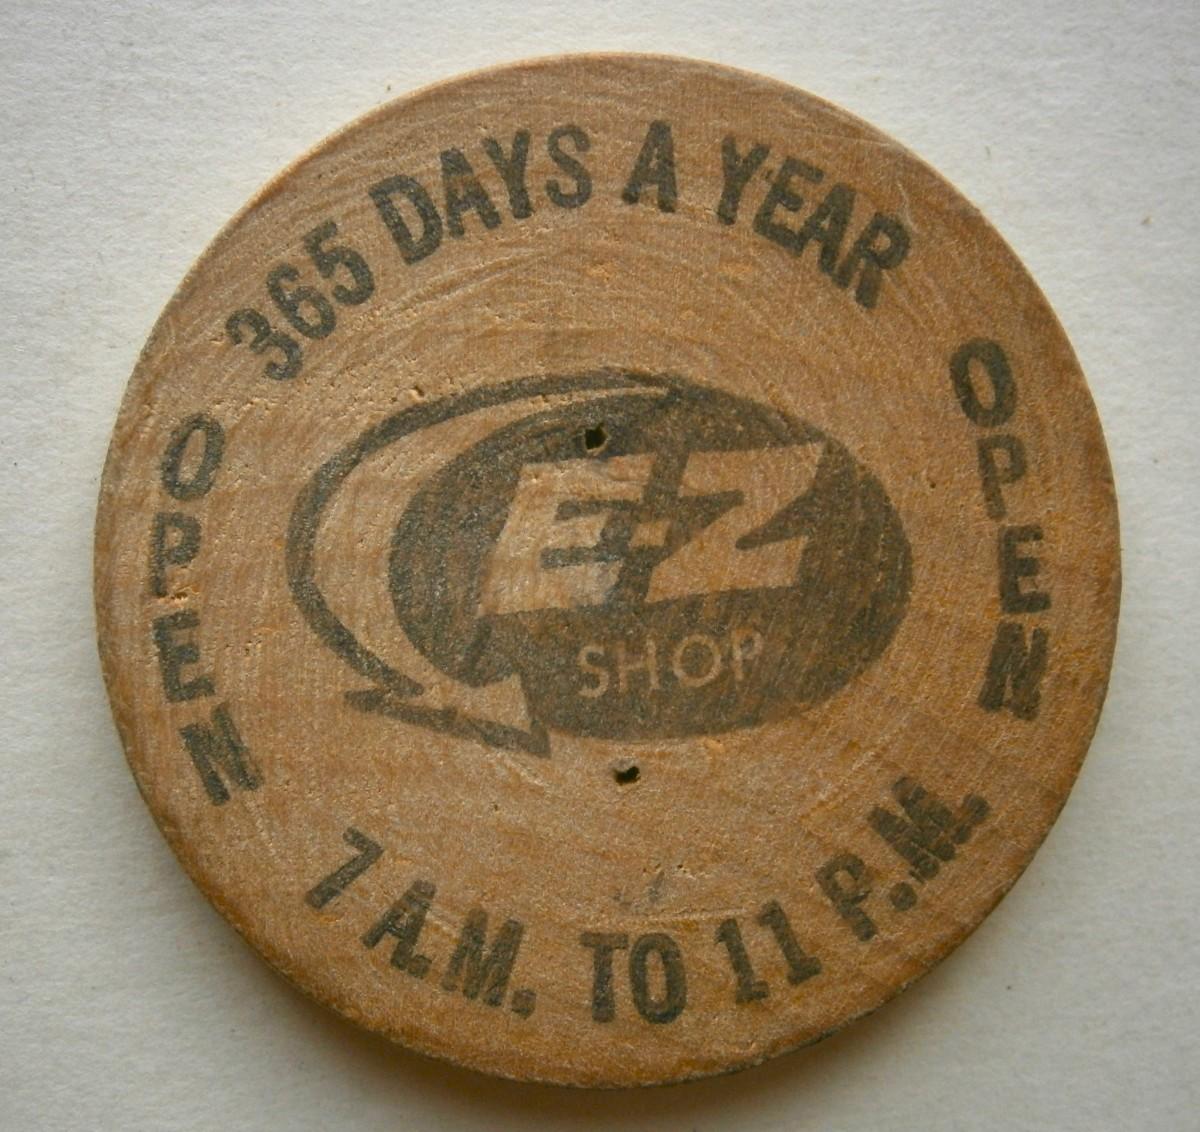 365 DAYS A YEAR
OPEN
OPEN
E-Z
SHOP
7 A.M. TO 11 P.M.